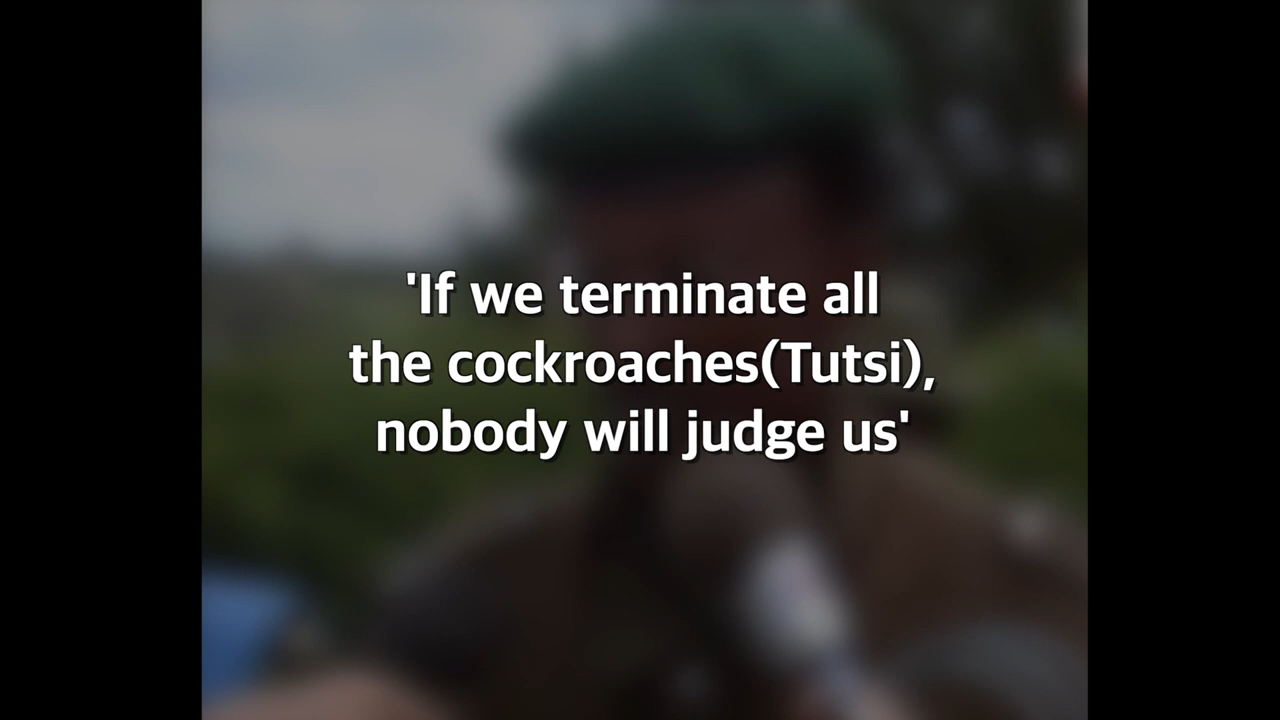 'If we terminate all
the cockroaches(Tutsi),
nobody will judge us'